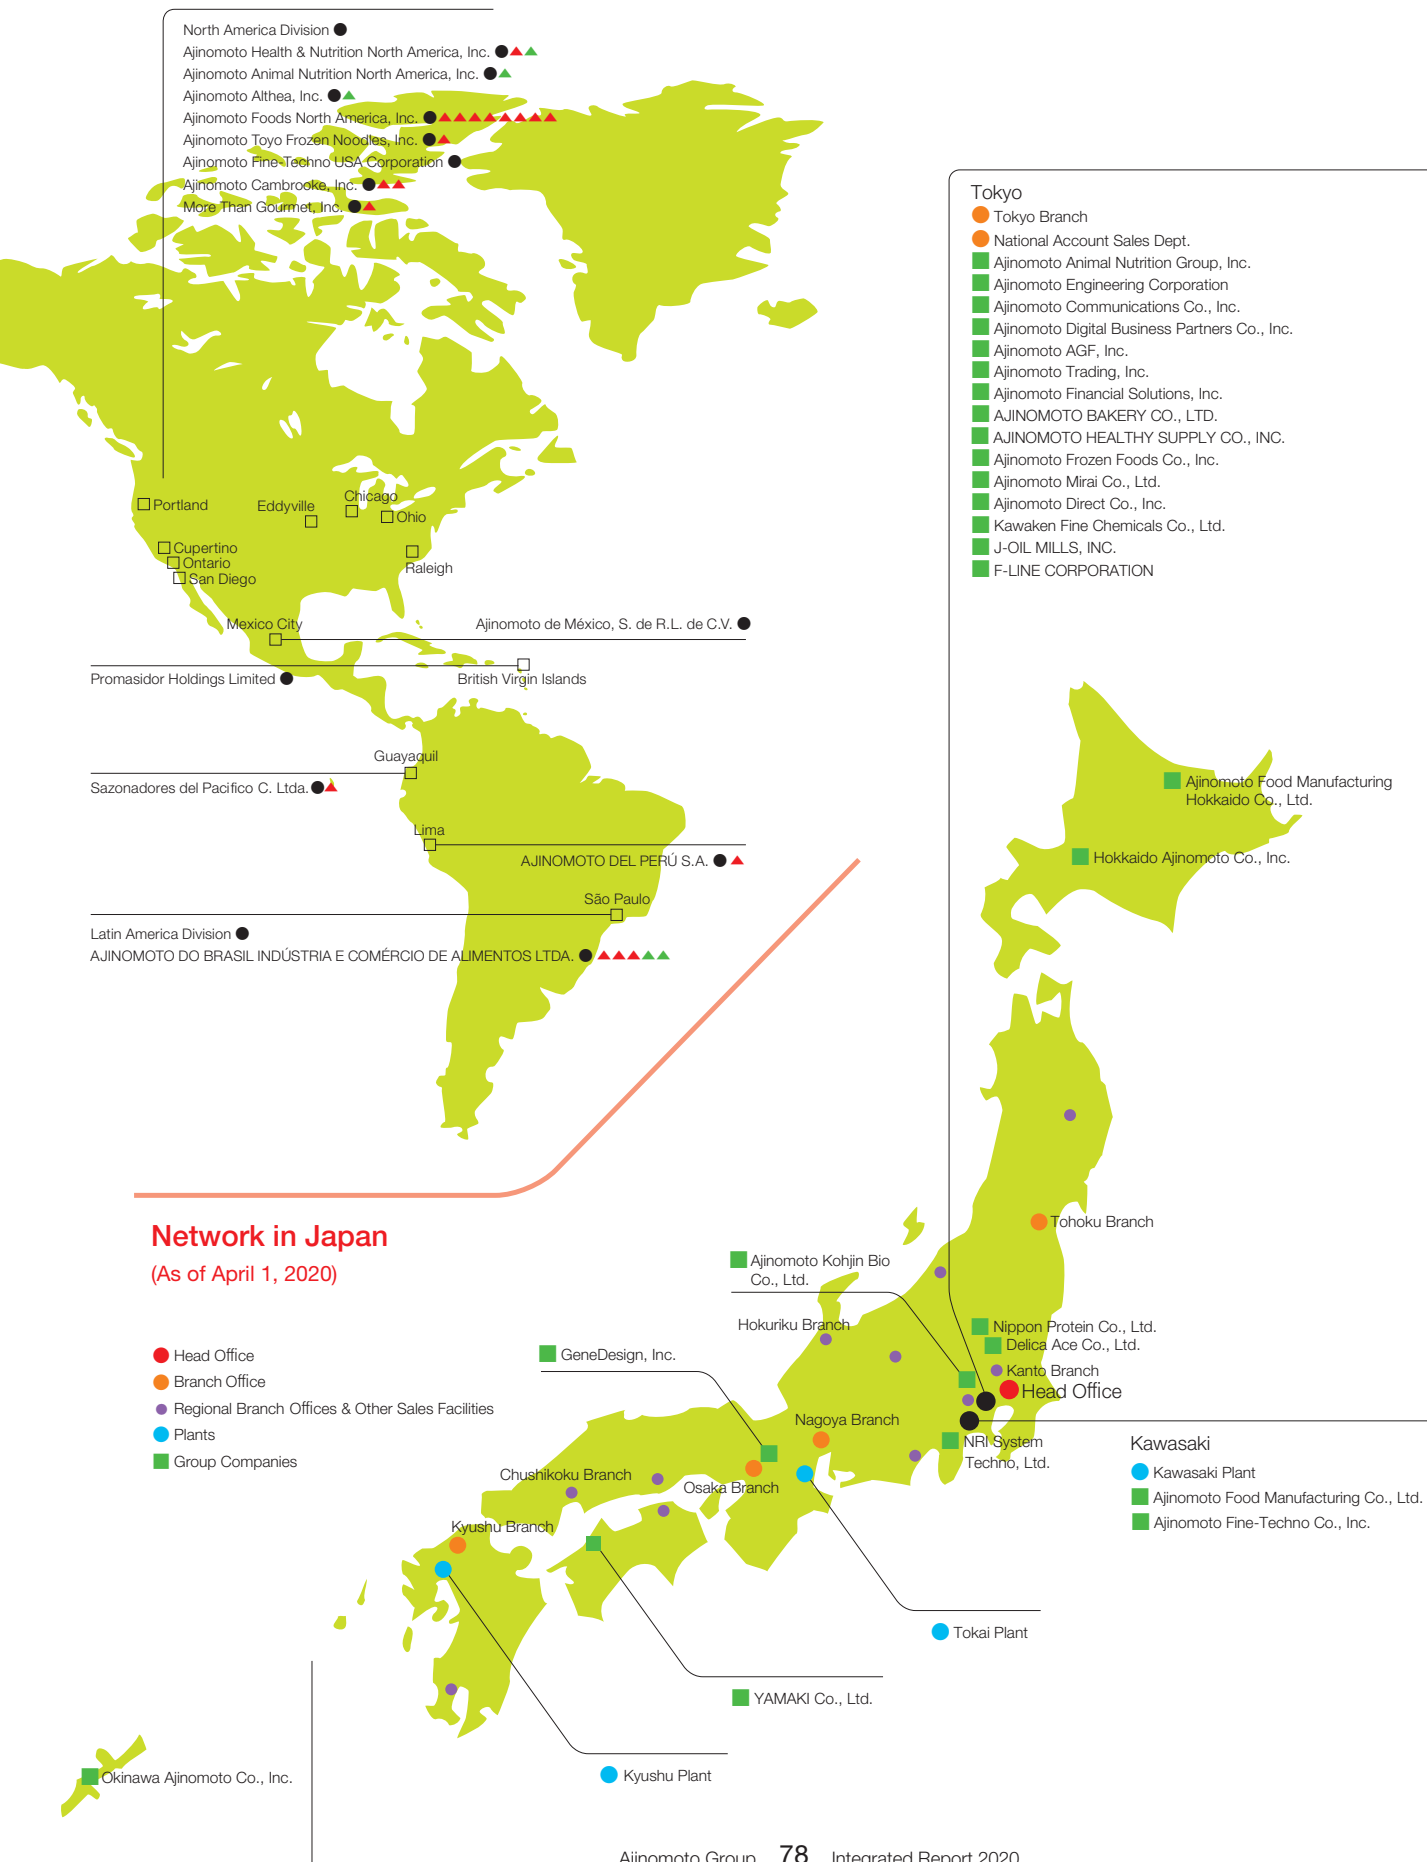 North America Division
Ajinomoto Health & Nutrition North America, Inc.
Ajinomoto Animal Nutrition North America, Inc.
Ajinomoto Althea, Inc.
Ajinomoto Foods North America, Inc.
Ajinomoto Toyo Frozen Noodles, Inc.
Ajinomoto Fine-Techno USA Corporation
Ajinomoto Cambrooke, Inc.
More Than Gourmet, Inc.
Portland
Eddyville
Chicago
Ohio
Cupertino
Ontario
San Diego
Raleigh
Mexico City
Ajinomoto de México, S. de R.L. de C.V.
Promasidor Holdings Limited
British Virgin Islands
Guayaquil
Sazonadores del Pacifico C. Ltda.
Lima
AJINOMOTO DEL PERÚ S.A.
São Paulo
Latin America Division
AJINOMOTO DO BRASIL INDÚSTRIA E COMÉRCIO DE ALIMENTOS LTDA.
Tokyo
Tokyo Branch
National Account Sales Dept.
Ajinomoto Animal Nutrition Group, Inc.
Ajinomoto Engineering Corporation
Ajinomoto Communications Co., Inc.
Ajinomoto Digital Business Partners Co., Inc.
Ajinomoto AGF, Inc.
Ajinomoto Trading, Inc.
Ajinomoto Financial Solutions, Inc.
AJINOMOTO BAKERY CO., LTD.
AJINOMOTO HEALTHY SUPPLY CO., INC.
Ajinomoto Frozen Foods Co., Inc.
Ajinomoto Mirai Co., Ltd.
Ajinomoto Direct Co., Inc.
Kawaken Fine Chemicals Co., Ltd.
J-OIL MILLS, INC.
F-LINE CORPORATION
Ajinomoto Food Manufacturing
Hokkaido Co., Ltd.
Hokkaido Ajinomoto Co., Inc.
Network in Japan
(As of April 1, 2020)
Head Office
Branch Office
Regional Branch Offices & Other Sales Facilities
Plants
Group Companies
Tohoku Branch
Ajinomoto Kohjin Bio
Co., Ltd.
Hokuriku Branch
Nippon Protein Co., Ltd.
Delica Ace Co., Ltd.
Kanto Branch
Head Office
GeneDesign, Inc.
Nagoya Branch
NRI System
Techno, Ltd.
Kawasaki
Kawasaki Plant
Ajinomoto Food Manufacturing Co., Ltd.
Ajinomoto Fine-Techno Co., Inc.
Chushikoku Branch
Osaka Branch
Kyushu Branch
Tokai Plant
YAMAKI Co., Ltd.
Kyushu Plant
Okinawa Ajinomoto Co., Inc.
Ajinomoto Group 78 Integrated Report 2020